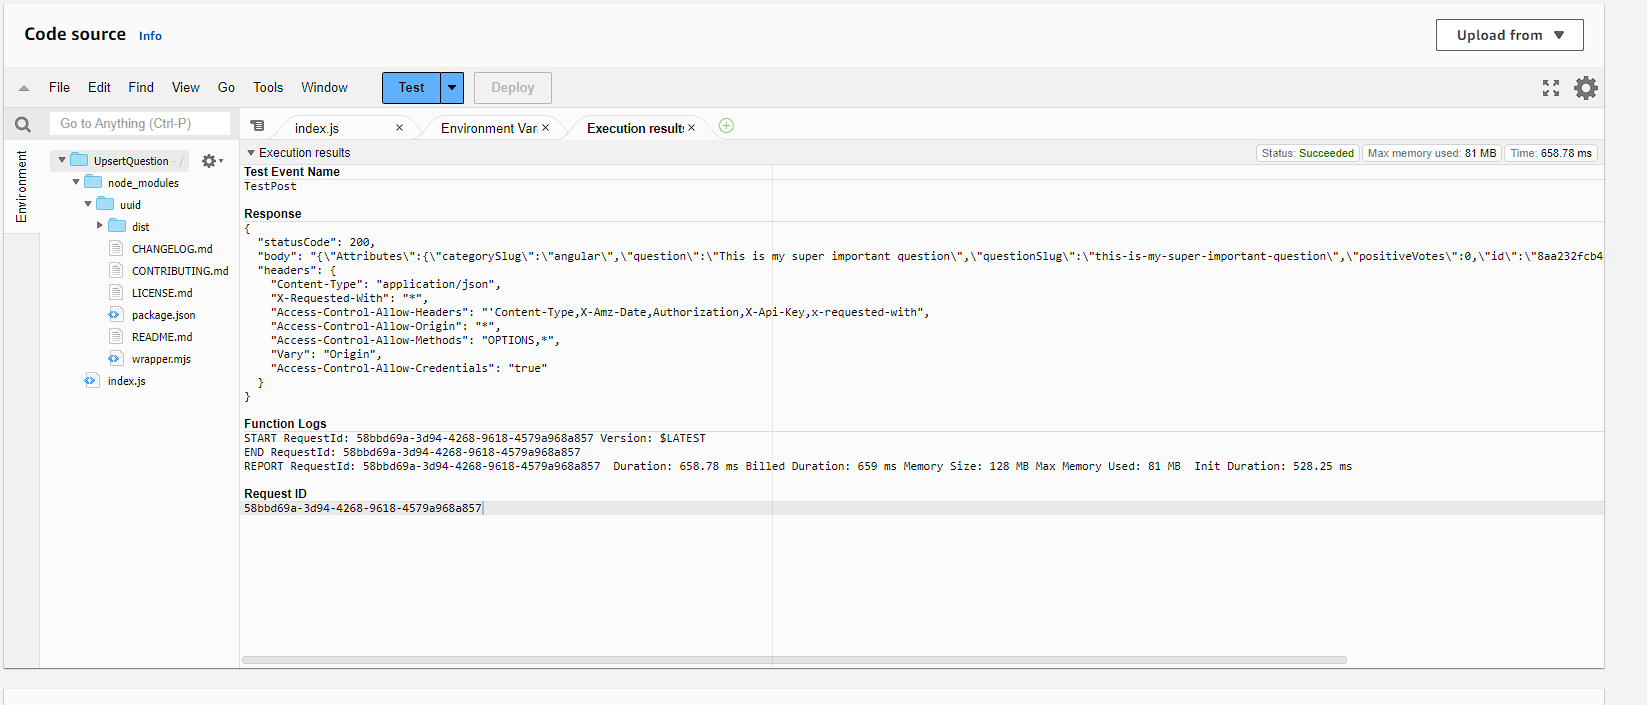 Code source Info
Upload from
File Edit Find View Go Tools Window Test Deploy
Go to Anything (Ctrl-P)
index.js × Environment Var × Execution results ×
Environment
UpsertQuestion - /
node_modules
uuid
dist
CHANGELOG.md
CONTRIBUTING.md
LICENSE.md
package.json
README.md
wrapper.mjs
index.js
Execution results
Status: Succeeded Max memory used: 81 MB Time: 658.78 ms
Test Event Name
TestPost
Response
{
"statusCode": 200,
"body": "{\"Attributes\":{\"categorySlug\":\"angular\",\"question\":\"This is my super important question\",\"questionSlug\":\"this-is-my-super-important-question\",\"positiveVotes\":0,\"id\":\"8aa232fcb4
"headers": {
"Content-Type": "application/json",
"X-Requested-With": "*",
"Access-Control-Allow-Headers": "'Content-Type,X-Amz-Date,Authorization,X-Api-Key,x-requested-with",
"Access-Control-Allow-Origin": "*",
"Access-Control-Allow-Methods": "OPTIONS,*",
"Vary": "Origin",
"Access-Control-Allow-Credentials": "true"
}
}
Function Logs
START RequestId: 58bbd69a-3d94-4268-9618-4579a968a857 Version: $LATEST
END RequestId: 58bbd69a-3d94-4268-9618-4579a968a857
REPORT RequestId: 58bbd69a-3d94-4268-9618-4579a968a857 Duration: 658.78 ms Billed Duration: 659 ms Memory Size: 128 MB Max Memory Used: 81 MB Init Duration: 528.25 ms
Request ID
58bbd69a-3d94-4268-9618-4579a968a857